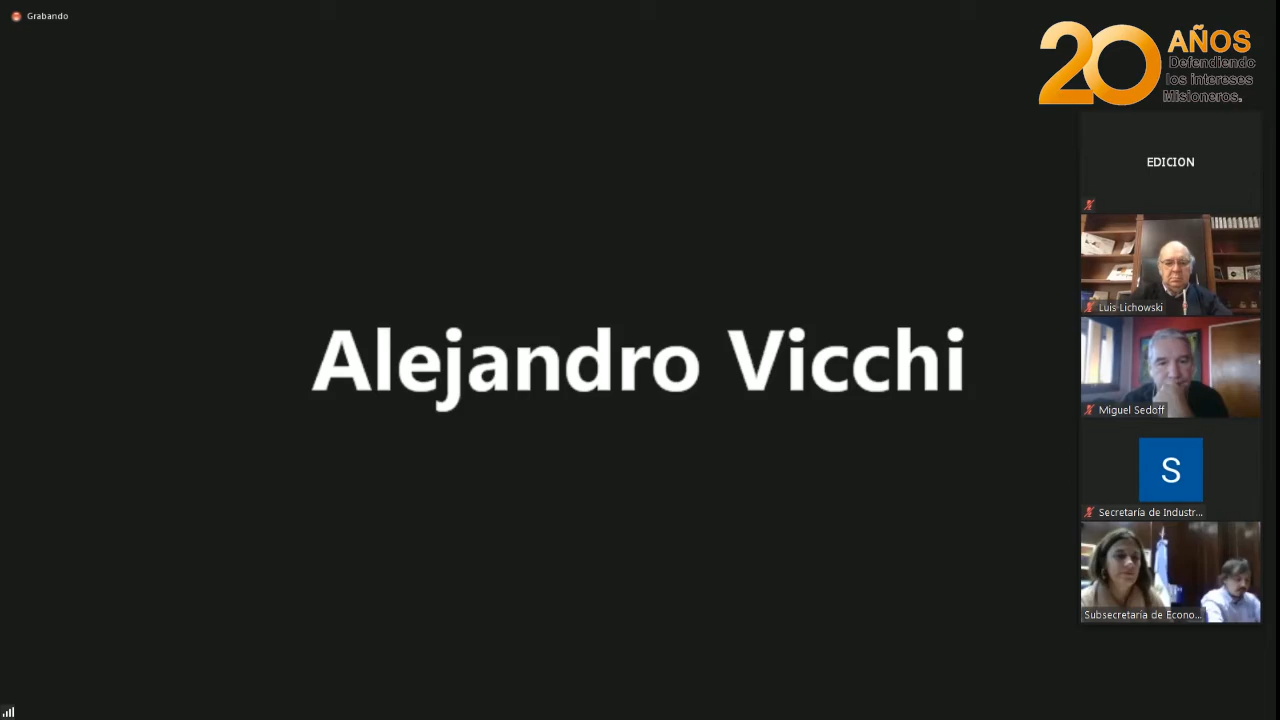 Grabando
20 AÑOS
Defendiendo
los intereses
Misioneros.
EDICION
Luis Lichowski
Miguel Sedoff
S
Secretaría de Industr...
Subsecretaría de Econo...
Alejandro Vicchi